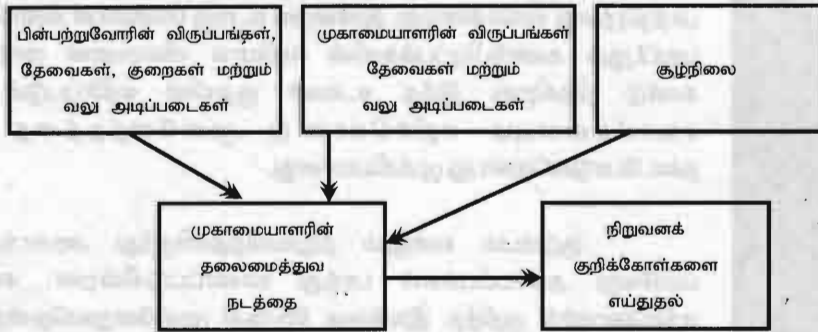 பின்பற்றுவோரின் விருப்பங்கள்,
தேவைகள், குறைகள் மற்றும்
வலு அடிப்படைகள்
முகாமையாளரின் விருப்பங்கள்
தேவைகள் மற்றும்
வலு அடிப்படைகள்
சூழ்நிலை
முகாமையாளரின்
தலைமைத்துவ
நடத்தை
நிறுவனக்
குறிக்கோள்களை
எய்துதல்